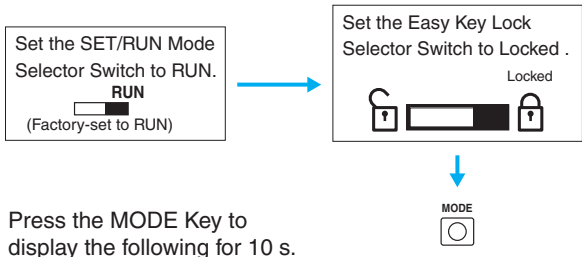 Set the SET/RUN Mode
Selector Switch to RUN.
RUN
(Factory-set to RUN)
Set the Easy Key Lock
Selector Switch to Locked .
Locked
MODE
Press the MODE Key to
display the following for 10 s.